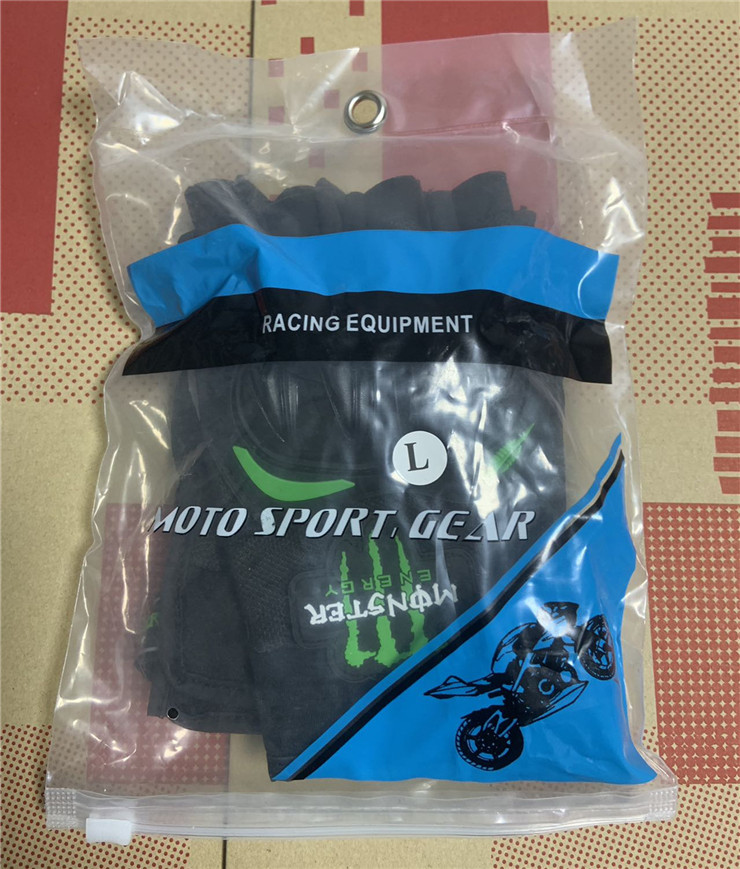 RACING EQUIPMENT
L
MOTO SPORT GEAR
MONSTER
ENERGY